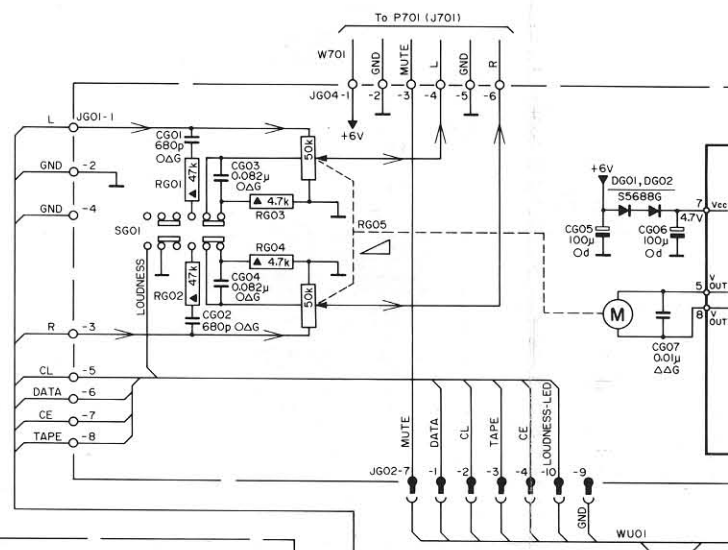 To P701 (J701)
W701
GND
MUTE
L
GND
R
JG04-1
-2
-3
-4
-5
-6
+6V
L
JG01-1
CG01
680p
O△G
47k
RG01
CG03
0.082µ
O△G
50k
▲ 4.7k
RG03
GND
-2
GND
-4
SG01
RG05
RG04
▲ 4.7k
LOUDNESS
47k
RG02
CG04
0.082µ
O△G
50k
CG02
680p O△G
R
-3
+6V
DG01, DG02
S5688G
7
Vcc
4.7V
CG05
100µ
Od
CG06
100µ
Od
M
5
V
OUT
8
V
OUT
CG07
0.01µ
△△G
CL
-5
DATA
-6
CE
-7
TAPE
-8
MUTE
DATA
CL
TAPE
CE
LOUDNESS-LED
JG02-7
-1
-2
-3
-4
-10
-9
GND
WU01